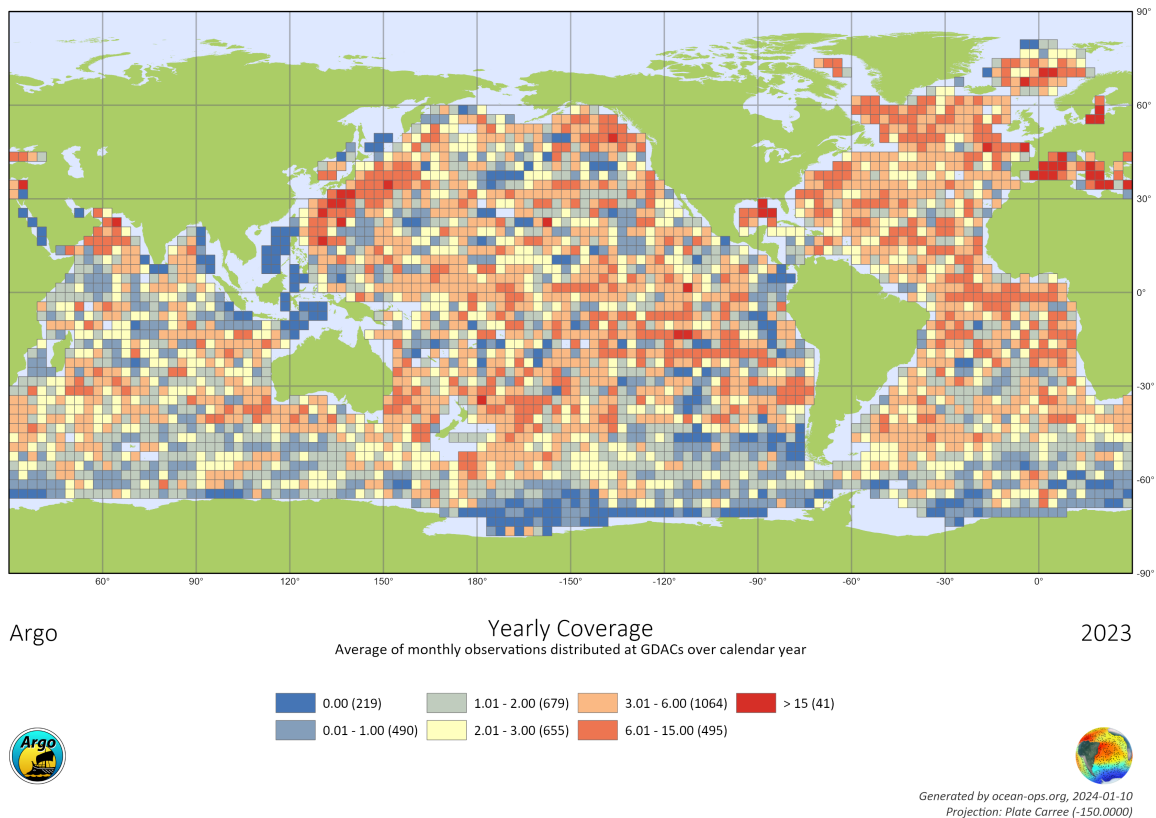 90°
60°
30°
0°
-30°
-60°
-90°
60° 90° 120° 150° 180° -150° -120° -90° -60° -30° 0°
Argo Yearly Coverage 2023
Average of monthly observations distributed at GDACs over calendar year
0.00 (219) 1.01 - 2.00 (679) 3.01 - 6.00 (1064) > 15 (41)
0.01 - 1.00 (490) 2.01 - 3.00 (655) 6.01 - 15.00 (495)
Argo
Generated by ocean-ops.org, 2024-01-10
Projection: Plate Carree (-150.0000)